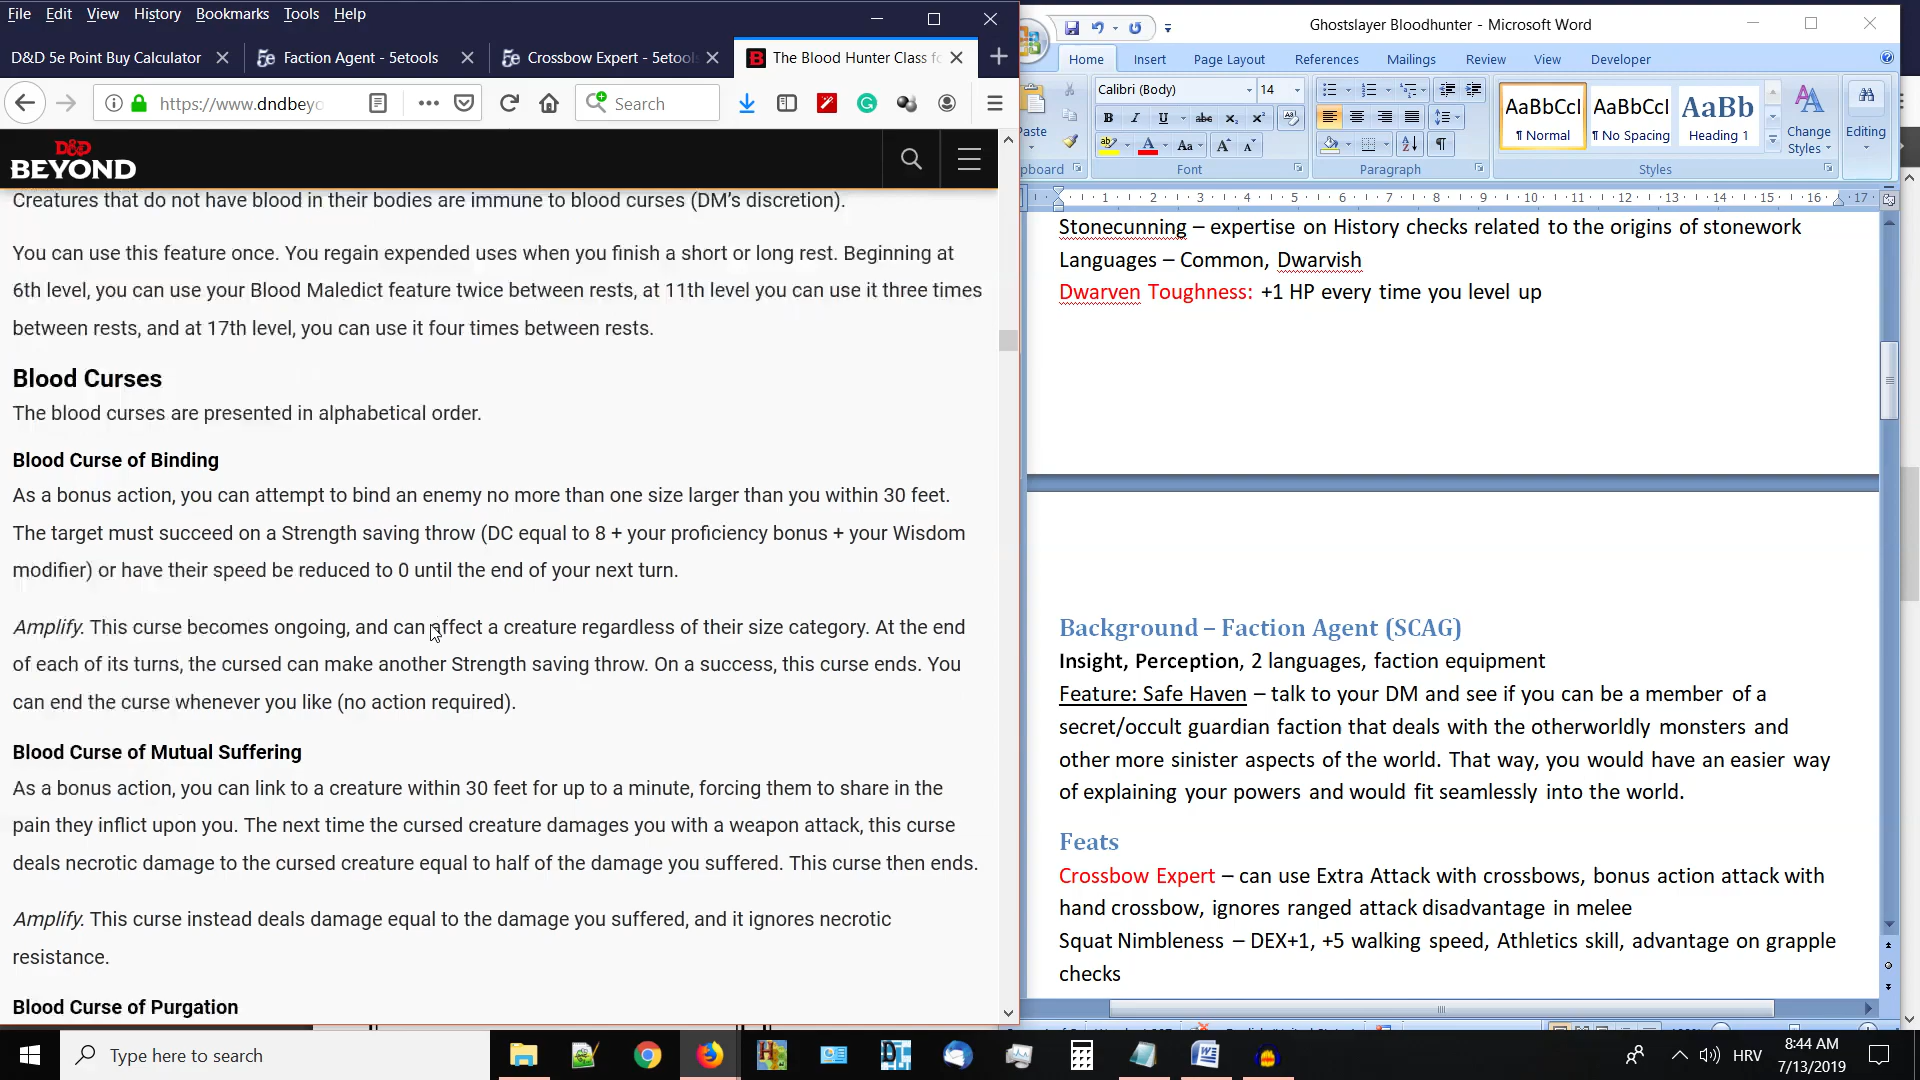 File Edit View History Bookmarks Tools Help
D&D 5e Point Buy Calculator
Faction Agent - 5etools
Crossbow Expert - 5etools
The Blood Hunter Class fo
https://www.dndbeyo
Search
D&D
BEYOND
Creatures that do not have blood in their bodies are immune to blood curses (DM's discretion).
You can use this feature once. You regain expended uses when you finish a short or long rest. Beginning at
6th level, you can use your Blood Maledict feature twice between rests, at 11th level you can use it three times
between rests, and at 17th level, you can use it four times between rests.
Blood Curses
The blood curses are presented in alphabetical order.
Blood Curse of Binding
As a bonus action, you can attempt to bind an enemy no more than one size larger than you within 30 feet.
The target must succeed on a Strength saving throw (DC equal to 8 + your proficiency bonus + your Wisdom
modifier) or have their speed be reduced to 0 until the end of your next turn.
Amplify. This curse becomes ongoing, and can affect a creature regardless of their size category. At the end
of each of its turns, the cursed can make another Strength saving throw. On a success, this curse ends. You
can end the curse whenever you like (no action required).
Blood Curse of Mutual Suffering
As a bonus action, you can link to a creature within 30 feet for up to a minute, forcing them to share in the
pain they inflict upon you. The next time the cursed creature damages you with a weapon attack, this curse
deals necrotic damage to the cursed creature equal to half of the damage you suffered. This curse then ends.
Amplify. This curse instead deals damage equal to the damage you suffered, and it ignores necrotic
resistance.
Blood Curse of Purgation
Ghostslayer Bloodhunter - Microsoft Word
Home Insert Page Layout References Mailings Review View Developer
Calibri (Body) 14
AaBbCcI AaBbCcI AaBb
¶ Normal ¶ No Spacing Heading 1
Change
Styles
Editing
Paste
pboard Font Paragraph Styles
1 2 3 4 5 6 7 8 9 10 11 12 13 14 15 16 17
Stonecunning – expertise on History checks related to the origins of stonework
Languages – Common, Dwarvish
Dwarven Toughness: +1 HP every time you level up
Background – Faction Agent (SCAG)
Insight, Perception, 2 languages, faction equipment
Feature: Safe Haven – talk to your DM and see if you can be a member of a
secret/occult guardian faction that deals with the otherworldly monsters and
other more sinister aspects of the world. That way, you would have an easier way
of explaining your powers and would fit seamlessly into the world.
Feats
Crossbow Expert – can use Extra Attack with crossbows, bonus action attack with
hand crossbow, ignores ranged attack disadvantage in melee
Squat Nimbleness – DEX+1, +5 walking speed, Athletics skill, advantage on grapple
checks
Type here to search
HRV
8:44 AM
7/13/2019